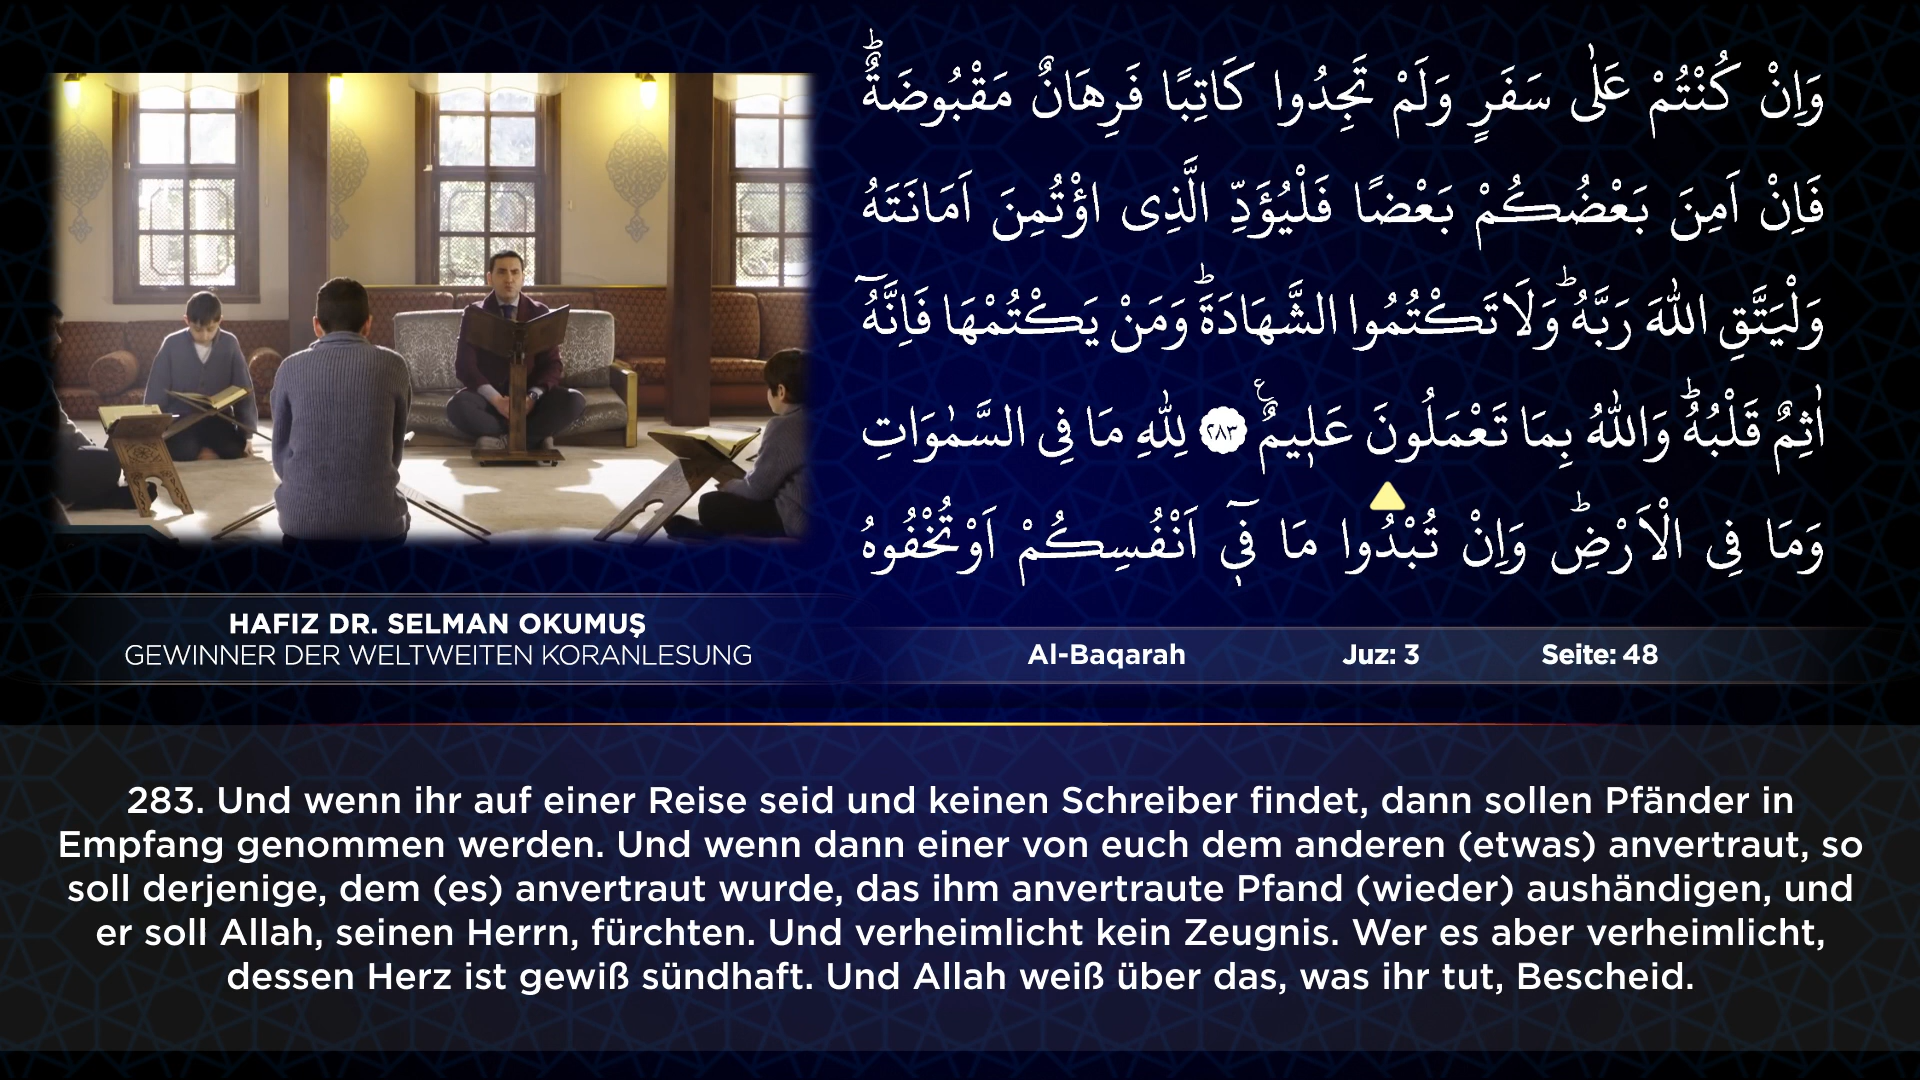 وَاِنْ كُنْتُمْ عَلٰى سَفَرٍ وَلَمْ تَجِدُوا كَاتِبًا فَرِهَانٌ مَقْبُوضَةٌۜ
فَاِنْ اَمِنَ بَعْضُكُمْ بَعْضًا فَلْيُؤَدِّ الَّذِى اؤْتُمِنَ اَمَانَتَهُ
وَلْيَتَّقِ اللّٰهَ رَبَّهُۜ وَلَا تَكْتُمُوا الشَّهَادَةَۜ وَمَنْ يَكْتُمْهَا فَاِنَّهُٓ
اٰثِمٌ قَلْبُهُۜ وَاللّٰهُ بِمَا تَعْمَلُونَ عَلٖيمٌࣖ ٢٨٣ لِلّٰهِ مَا فِى السَّمٰوَاتِ
وَمَا فِى الْاَرْضِۜ وَاِنْ تُبْدُوا مَا فٖٓى اَنْفُسِكُمْ اَوْ تُخْفُوهُ
HAFIZ DR. SELMAN OKUMUŞ
GEWINNER DER WELTWEITEN KORANLESUNG
Al-Baqarah Juz: 3 Seite: 48
283. Und wenn ihr auf einer Reise seid und keinen Schreiber findet, dann sollen Pfänder in
Empfang genommen werden. Und wenn dann einer von euch dem anderen (etwas) anvertraut, so
soll derjenige, dem (es) anvertraut wurde, das ihm anvertraute Pfand (wieder) aushändigen, und
er soll Allah, seinen Herrn, fürchten. Und verheimlicht kein Zeugnis. Wer es aber verheimlicht,
dessen Herz ist gewiß sündhaft. Und Allah weiß über das, was ihr tut, Bescheid.